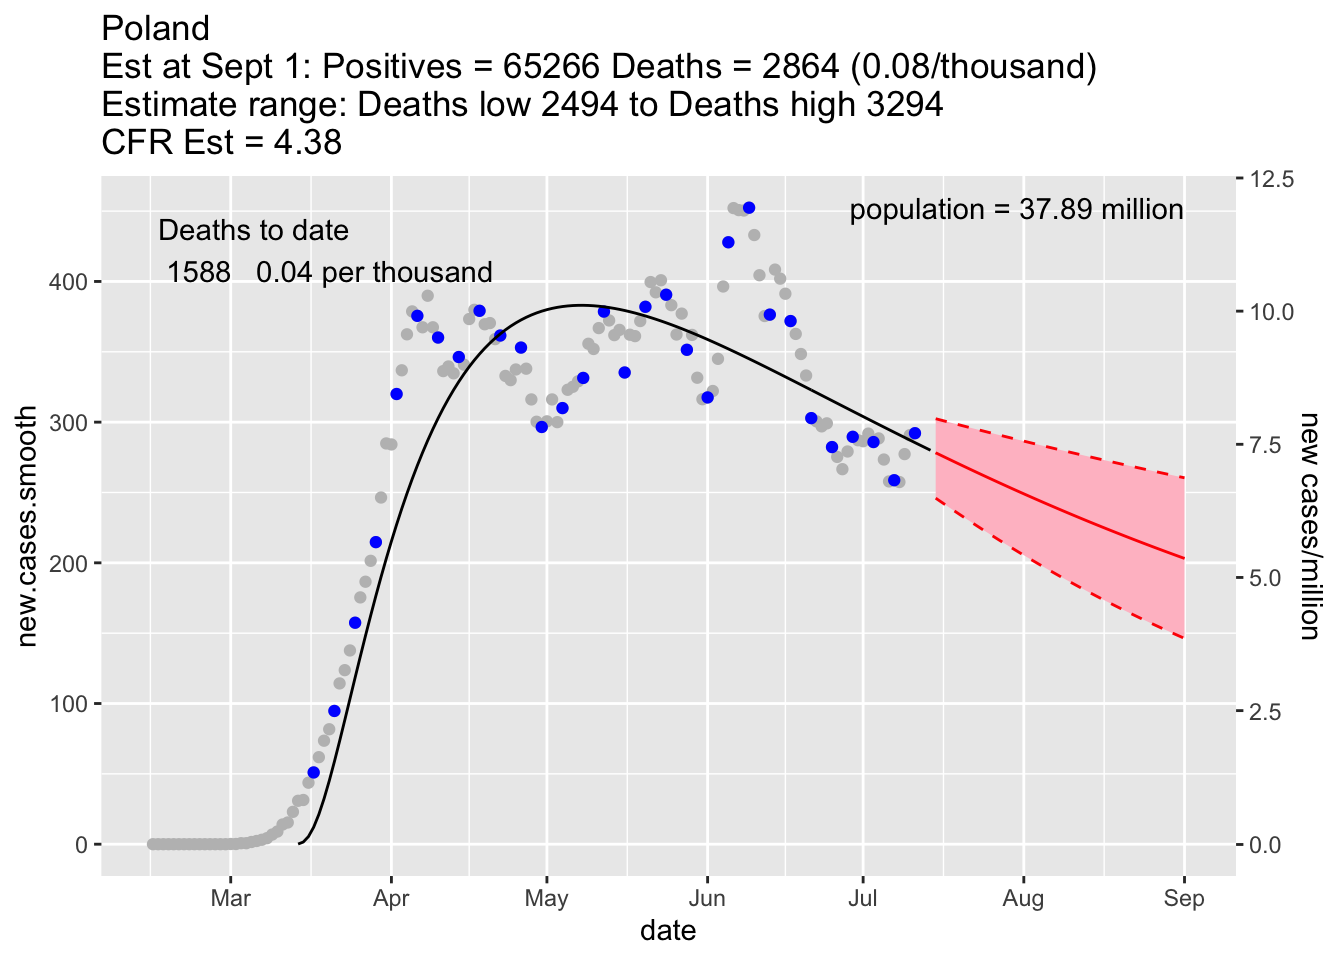 Poland
Est at Sept 1: Positives = 65266 Deaths = 2864 (0.08/thousand)
Estimate range: Deaths low 2494 to Deaths high 3294
CFR Est = 4.38
Deaths to date
1588 0.04 per thousand
population = 37.89 million
new.cases.smooth
400
300
200
100
0
12.5
10.0
7.5
5.0
2.5
0.0
new cases/million
Mar Apr May Jun Jul Aug Sep
date